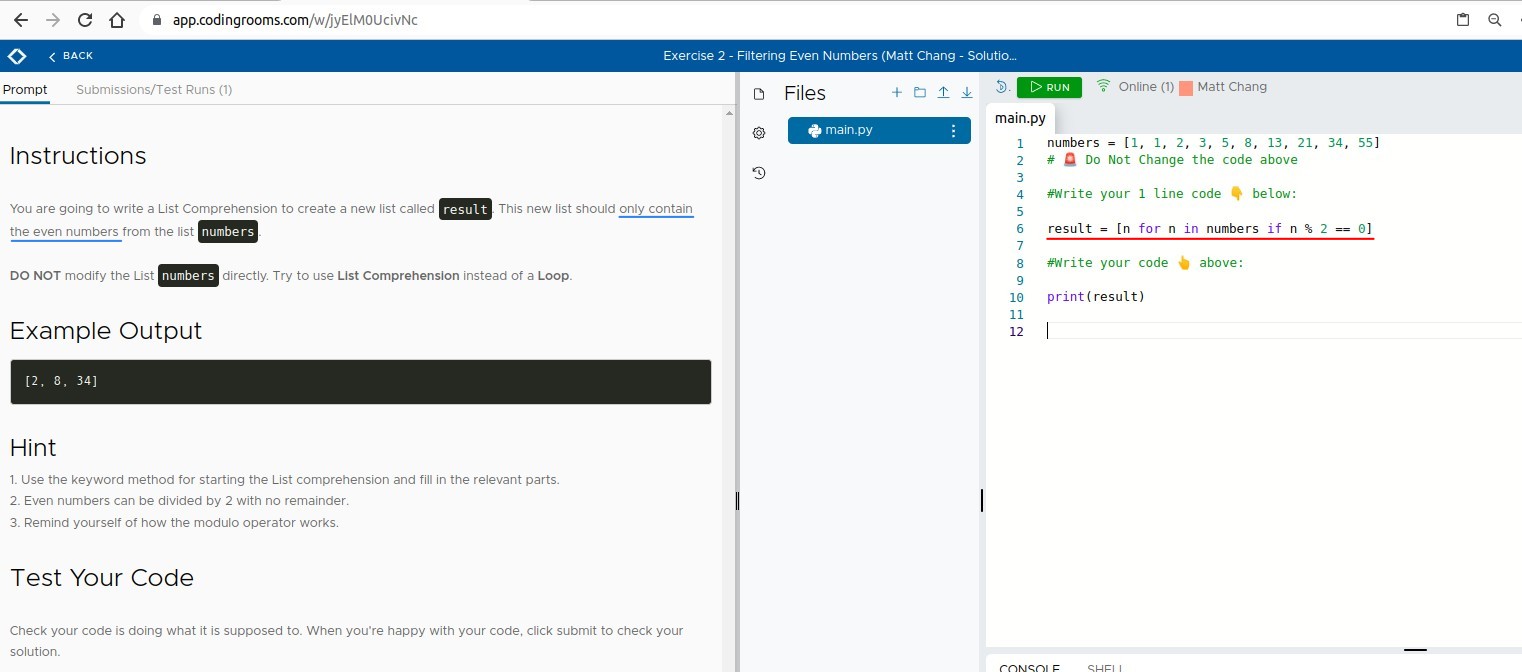 app.codingrooms.com/w/jyElM0UcivNc
BACK
Exercise 2 - Filtering Even Numbers (Matt Chang - Solutio...
Prompt
Submissions/Test Runs (1)
Instructions
You are going to write a List Comprehension to create a new list called result. This new list should only contain
the even numbers from the list numbers.
DO NOT modify the List numbers directly. Try to use List Comprehension instead of a Loop.
Example Output
[2, 8, 34]
Hint
1. Use the keyword method for starting the List comprehension and fill in the relevant parts.
2. Even numbers can be divided by 2 with no remainder.
3. Remind yourself of how the modulo operator works.
Test Your Code
Check your code is doing what it is supposed to. When you're happy with your code, click submit to check your
solution.
Files
main.py
RUN
Online (1)
Matt Chang
main.py
1 numbers = [1, 1, 2, 3, 5, 8, 13, 21, 34, 55]
2 # 🚨 Do Not Change the code above
3
4 #Write your 1 line code 👇 below:
5
6 result = [n for n in numbers if n % 2 == 0]
7
8 #Write your code 👆 above:
9
10 print(result)
11
12
CONSOLE
SHELL